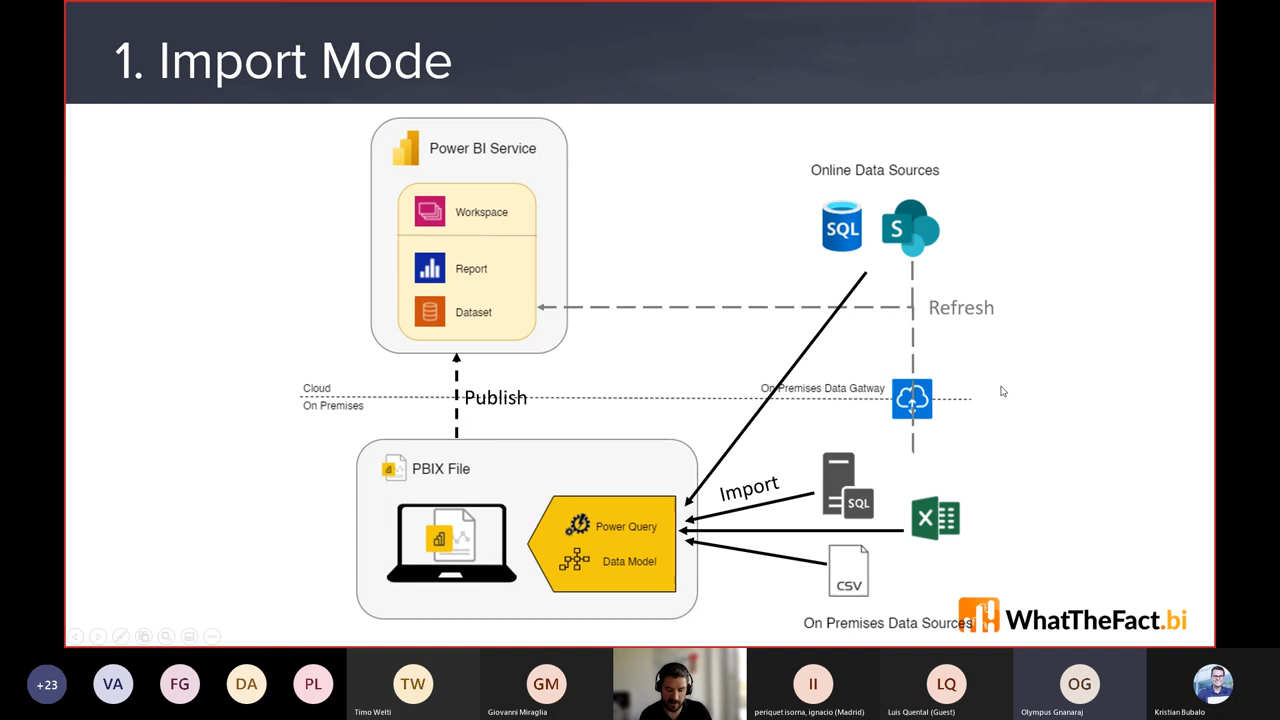 1. Import Mode
Power BI Service
Workspace
Report
Dataset
Online Data Sources
SQL
S
Refresh
Cloud
On Premises
Publish
On Premises Data Gatway
PBIX File
Power Query
Data Model
Import
SQL
X
CSV
On Premises Data Sources
WhatTheFact.bi
+23
VA
FG
DA
PL
TW
Timo Welti
GM
Giovanni Miraglia
II
periquet isorna, ignacio (Madrid)
LQ
Luis Quental (Guest)
OG
Olympus Gnanaraj
Kristian Bubalo